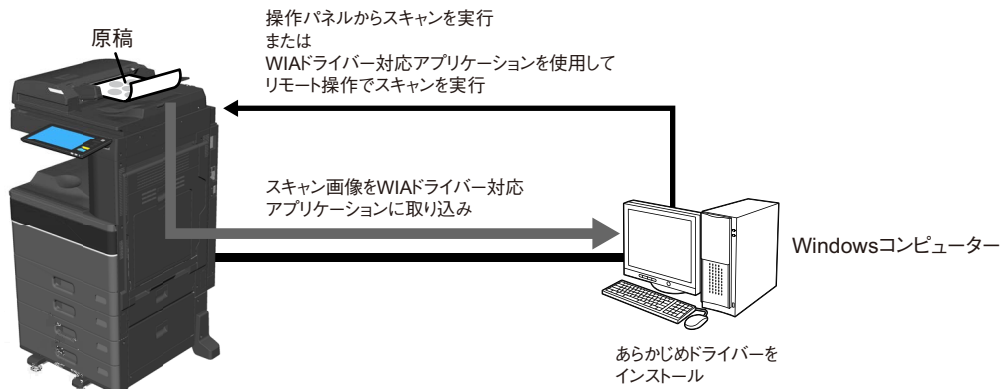 操作パネルからスキャンを実行
または
WIAドライバー対応アプリケーションを使用して
リモート操作でスキャンを実行
原稿
スキャン画像をWIAドライバー対応
アプリケーションに取り込み
Windowsコンピューター
あらかじめドライバーを
インストール